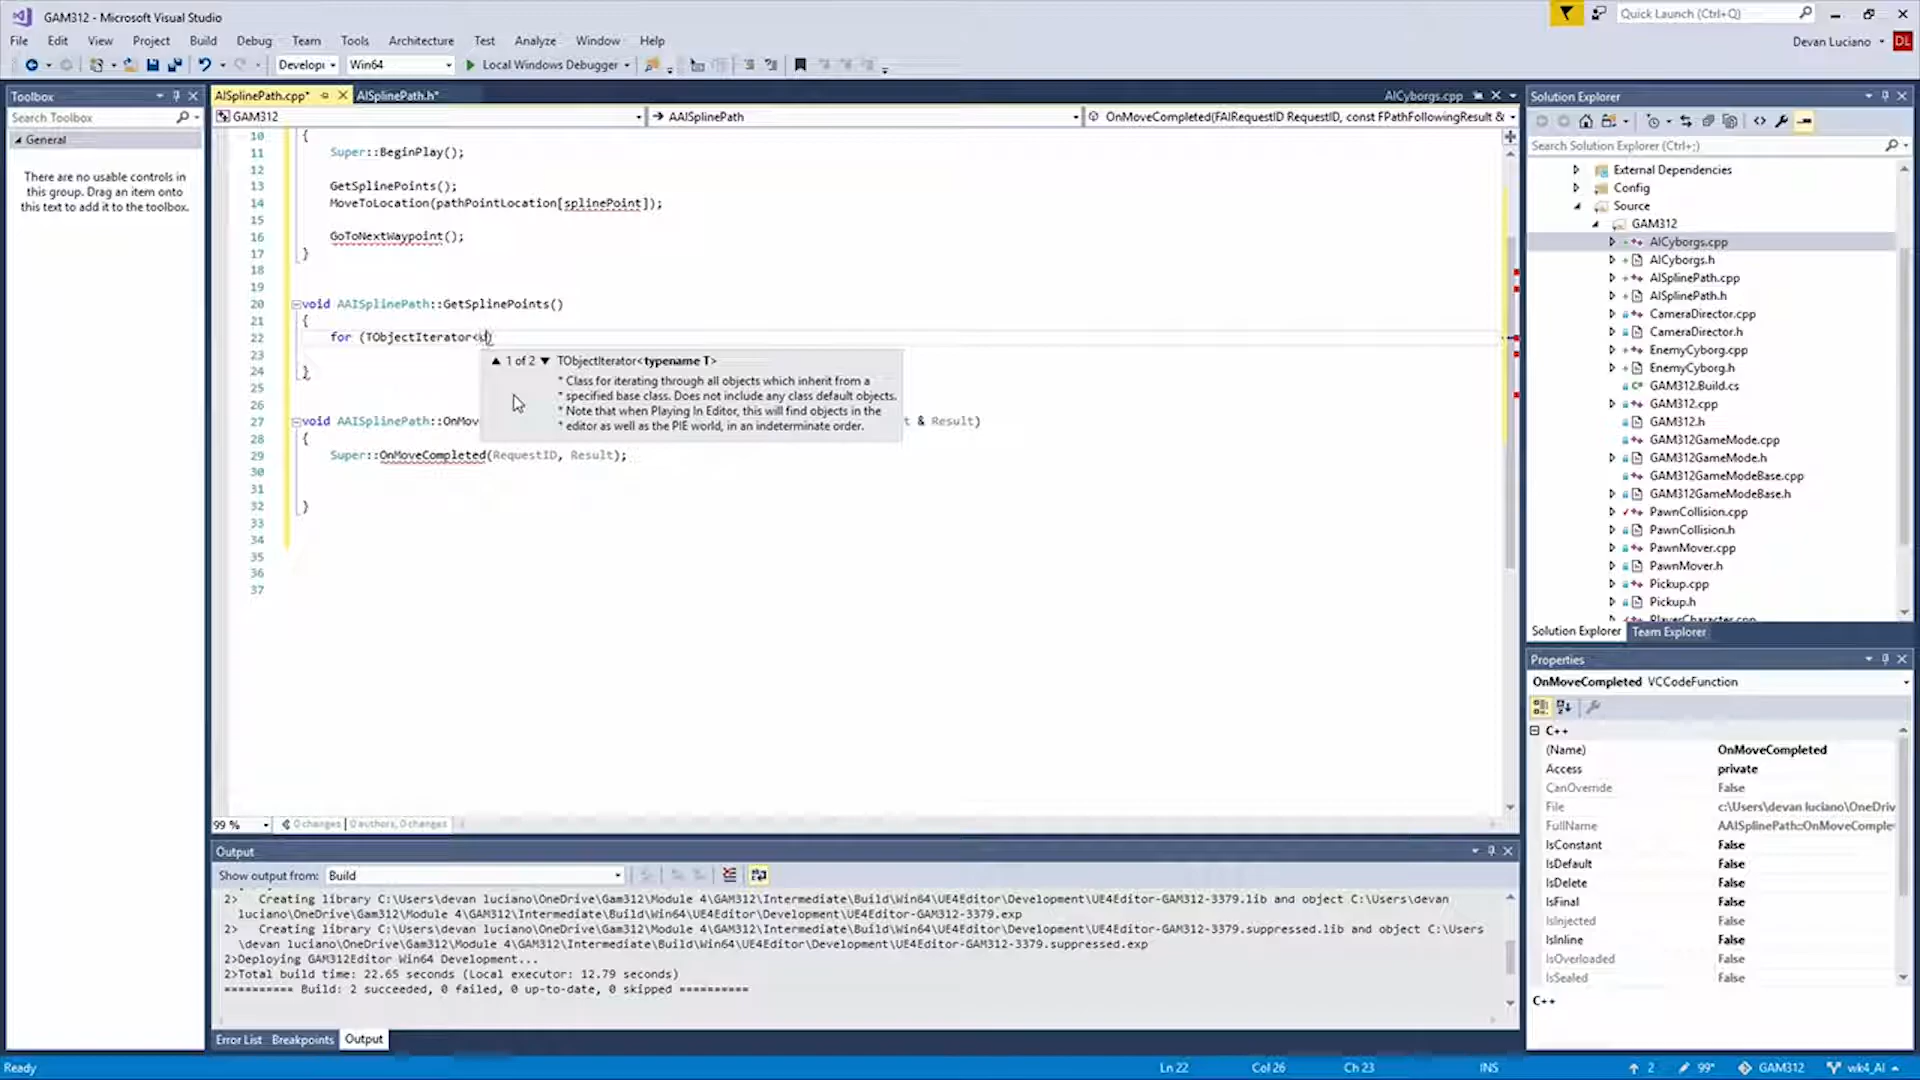 GAM312 - Microsoft Visual Studio
Quick Launch (Ctrl+Q)
File Edit View Project Build Debug Team Tools Architecture Test Analyze Window Help
Devan Luciano DL
Develop Win64 Local Windows Debugger
Toolbox
Search Toolbox
General
There are no usable controls in
this group. Drag an item onto
this text to add it to the toolbox.
AISplinePath.cpp* AISplinePath.h* AICyborgs.cpp
GAM312 AAISplinePath OnMoveCompleted(FAIRequestID RequestID, const FPathFollowingResult &
10 {
11 Super::BeginPlay();
12
13 GetSplinePoints();
14 MoveToLocation(pathPointLocation[splinePoint]);
15
16 GoToNextWaypoint();
17 }
18
19
20 void AAISplinePath::GetSplinePoints()
21 {
22 for (TObjectIterator<
23
24 }
25
26
27 void AAISplinePath::OnMov t & Result)
28 {
29 Super::OnMoveCompleted(RequestID, Result);
30
31
32 }
33
34
35
36
37
1 of 2 TObjectIterator<typename T>
* Class for iterating through all objects which inherit from a
* specified base class. Does not include any class default objects.
* Note that when Playing In Editor, this will find objects in the
* editor as well as the PIE world, in an indeterminate order.
99 % 0 changes | 0 authors, 0 changes
Output
Show output from: Build
2> Creating library C:\Users\devan luciano\OneDrive\Gam312\Module 4\GAM312\Intermediate\Build\Win64\UE4Editor\Development\UE4Editor-GAM312-3379.lib and object C:\Users\devan
luciano\OneDrive\Gam312\Module 4\GAM312\Intermediate\Build\Win64\UE4Editor\Development\UE4Editor-GAM312-3379.exp
2> Creating library C:\Users\devan luciano\OneDrive\Gam312\Module 4\GAM312\Intermediate\Build\Win64\UE4Editor\Development\UE4Editor-GAM312-3379.suppressed.lib and object C:\Users
\devan luciano\OneDrive\Gam312\Module 4\GAM312\Intermediate\Build\Win64\UE4Editor\Development\UE4Editor-GAM312-3379.suppressed.exp
2>Deploying GAM312Editor Win64 Development...
2>Total build time: 22.65 seconds (Local executor: 12.79 seconds)
========== Build: 2 succeeded, 0 failed, 0 up-to-date, 0 skipped ==========
Error List Breakpoints Output
Solution Explorer
Search Solution Explorer (Ctrl+;)
External Dependencies
Config
Source
GAM312
AICyborgs.cpp
AICyborgs.h
AISplinePath.cpp
AISplinePath.h
CameraDirector.cpp
CameraDirector.h
EnemyCyborg.cpp
EnemyCyborg.h
GAM312.Build.cs
GAM312.cpp
GAM312.h
GAM312GameMode.cpp
GAM312GameMode.h
GAM312GameModeBase.cpp
GAM312GameModeBase.h
PawnCollision.cpp
PawnCollision.h
PawnMover.cpp
PawnMover.h
Pickup.cpp
Pickup.h
PlayerCharacter.cpp
Solution Explorer Team Explorer
Properties
OnMoveCompleted VCCodeFunction
C++
(Name) OnMoveCompleted
Access private
CanOverride False
File c:\Users\devan luciano\OneDriv
FullName AAISplinePath::OnMoveComple
IsConstant False
IsDefault False
IsDelete False
IsFinal False
IsInjected False
IsInline False
IsOverloaded False
IsSealed False
C++
Ready Ln 22 Col 26 Ch 23 INS 2 99* GAM312 wk4_AI